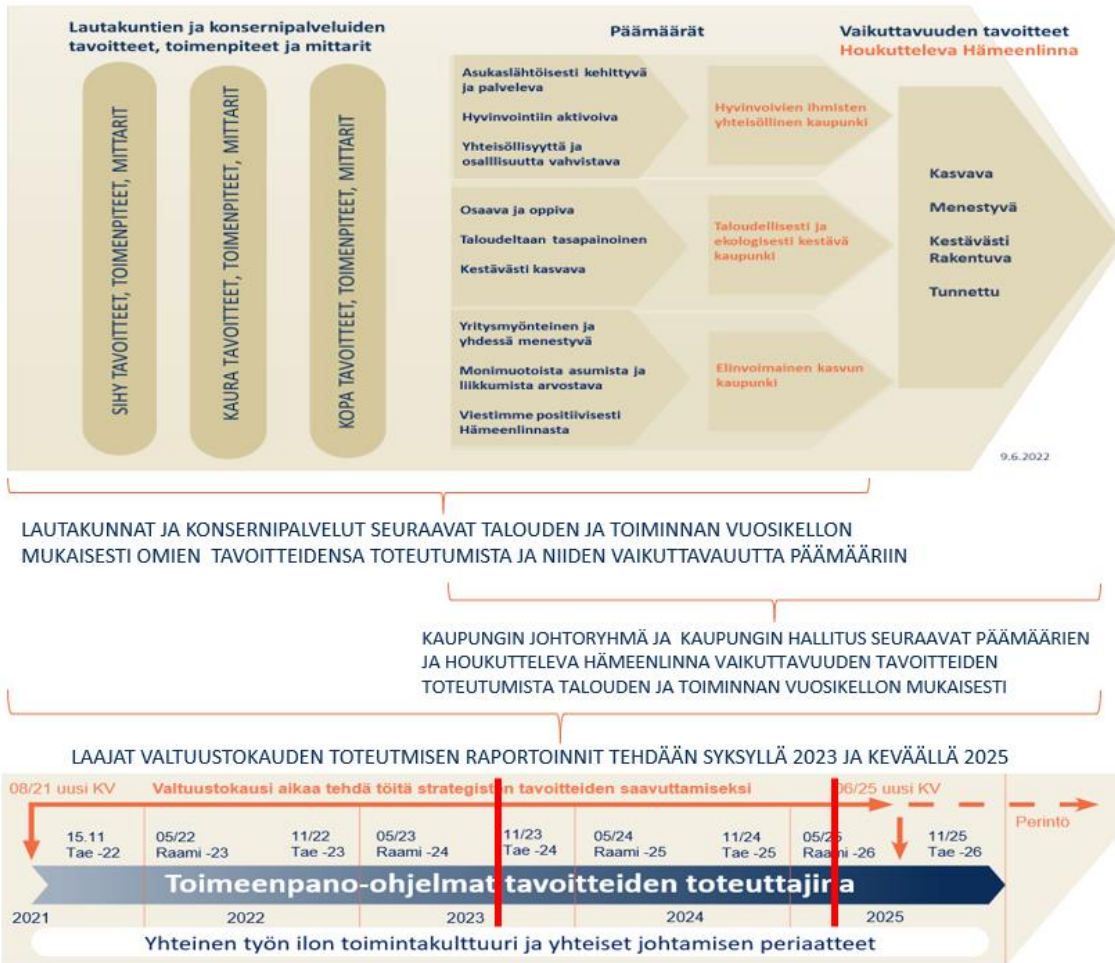 Lautakuntien ja konsernipalveluiden
tavoitteet, toimenpiteet ja mittarit
Päämäärät
Vaikuttavuuden tavoitteet
Houkutteleva Hämeenlinna
SIHY TAVOITTEET, TOIMENPITEET, MITTARIT
KAURA TAVOITTEET, TOIMENPITEET, MITTARIT
KOPA TAVOITTEET, TOIMENPITEET, MITTARIT
Asukaslähtöisesti kehittyvä
ja palveleva
Hyvinvointiin aktivoiva
Yhteisöllisyyttä ja
osalllisuutta vahvistava
Hyvinvoivien ihmisten
yhteisöllinen kaupunki
Osaava ja oppiva
Taloudeltaan tasapainoinen
Kestävästi kasvava
Taloudellisesti ja
ekologisesti kestävä
kaupunki
Yritysmyönteinen ja
yhdessä menestyvä
Monimuotoista asumista ja
liikkumista arvostava
Viestimme positiivisesti
Hämeenlinnasta
Elinvoimainen kasvun
kaupunki
Kasvava
Menestyvä
Kestävästi
Rakentuva
Tunnettu
9.6.2022
LAUTAKUNNAT JA KONSERNIPALVELUT SEURAAVAT TALOUDEN JA TOIMINNAN VUOSIKELLON
MUKAISESTI OMIEN TAVOITTEIDENSA TOTEUTUMISTA JA NIIDEN VAIKUTTAVAUUTTA PÄÄMÄÄRIIN
KAUPUNGIN JOHTORYHMÄ JA KAUPUNGIN HALLITUS SEURAAVAT PÄÄMÄÄRIEN
JA HOUKUTTELEVA HÄMEENLINNA VAIKUTTAVUUDEN TAVOITTEIDEN
TOTEUTUMISTA TALOUDEN JA TOIMINNAN VUOSIKELLON MUKAISESTI
LAAJAT VALTUUSTOKAUDEN TOTEUTMISEN RAPORTOINNIT TEHDÄÄN SYKSYLLÄ 2023 JA KEVÄÄLLÄ 2025
08/21 uusi KV
Valtuustokausi aikaa tehdä töitä strategisten tavoitteiden saavuttamiseksi
06/25 uusi KV
Perintö
15.11
Tae -22
05/22
Raami -23
11/22
Tae -23
05/23
Raami -24
11/23
Tae -24
05/24
Raami -25
11/24
Tae -25
05/25
Raami -26
11/25
Tae -26
Toimeenpano-ohjelmat tavoitteiden toteuttajina
2021
2022
2023
2024
2025
Yhteinen työn ilon toimintakulttuuri ja yhteiset johtamisen periaatteet